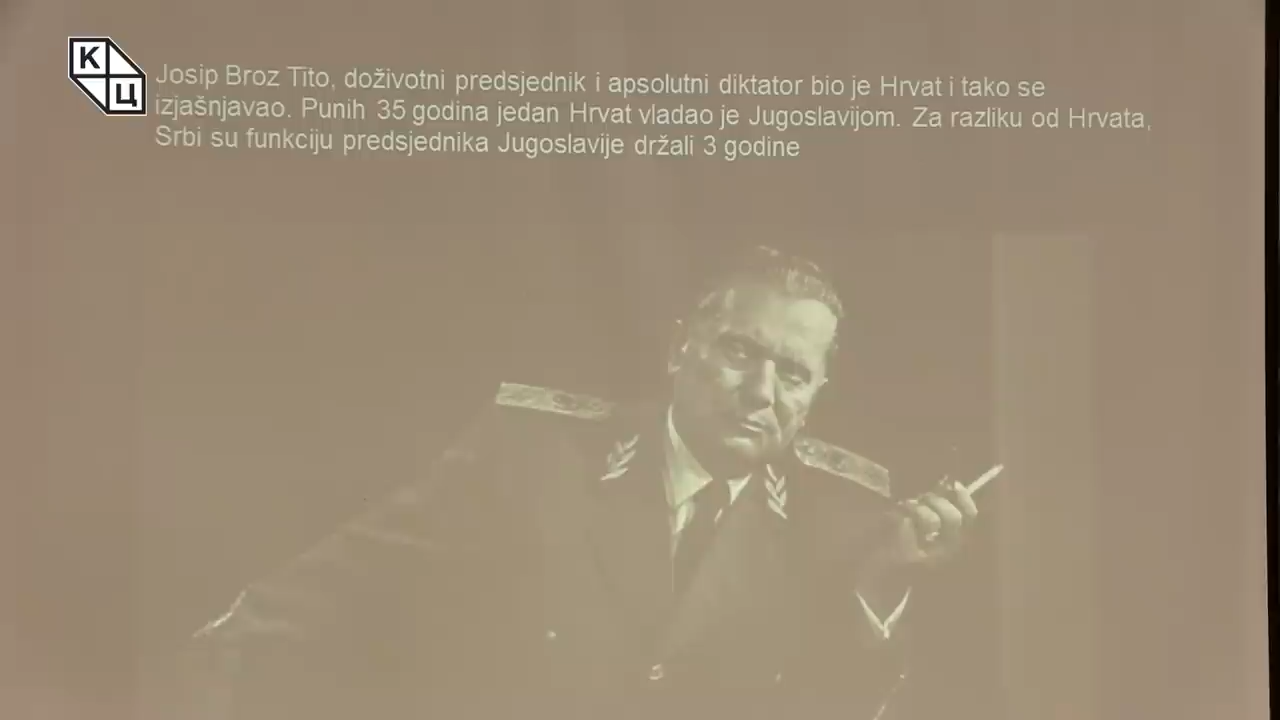 К
Ц
Josip Broz Tito, doživotni predsjednik i apsolutni diktator bio je Hrvat i tako se
izjašnjavao. Punih 35 godina jedan Hrvat vladao je Jugoslavijom. Za razliku od Hrvata,
Srbi su funkciju predsjednika Jugoslavije držali 3 godine